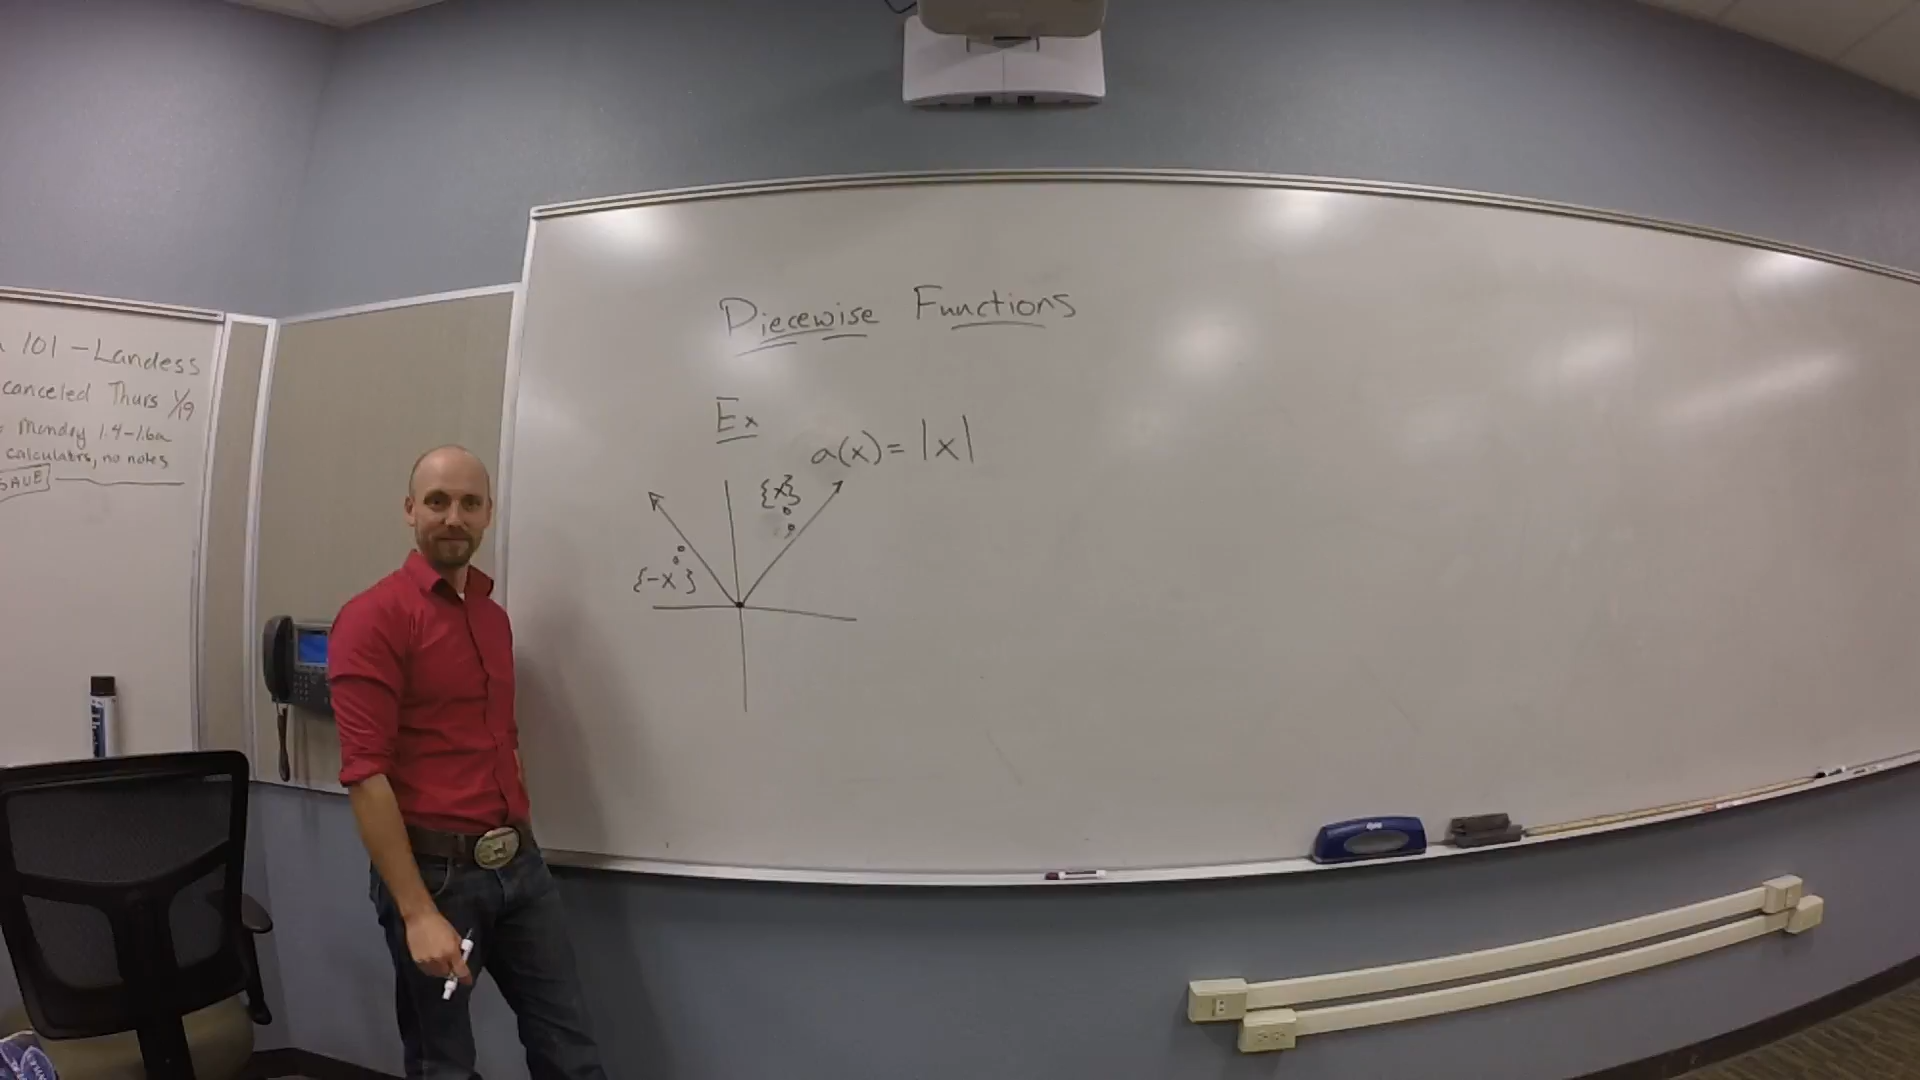 101 - Landess
canceled Thurs 1/19
Monday 1.4-1.6a
calculators, no notes
SAVE
Piecewise Functions
Ex
a(x) = |x|
{x}
{-x}